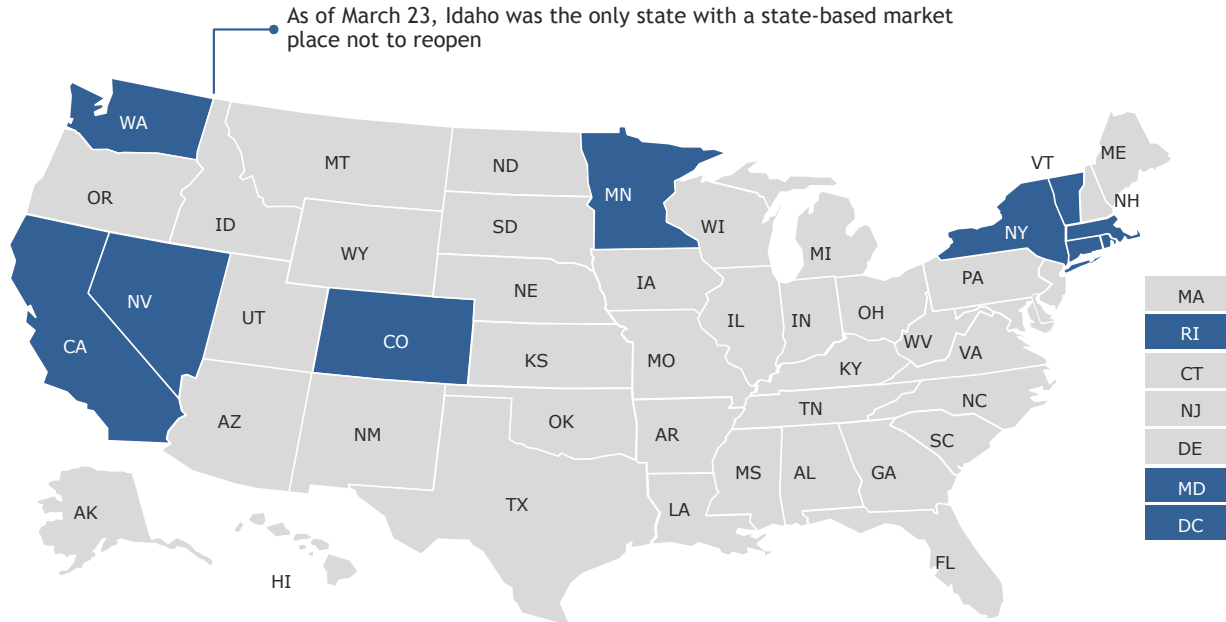 As of March 23, Idaho was the only state with a state-based market
place not to reopen
WA
MT
ND
MN
VT
ME
OR
ID
SD
WI
NH
NY
WY
MI
IA
PA
NV
NE
MA
UT
IL
IN
OH
CA
CO
WV
RI
KS
MO
VA
KY
CT
AZ
OK
TN
NC
NJ
NM
AR
SC
DE
MS
AL
GA
MD
AK
TX
LA
DC
FL
HI